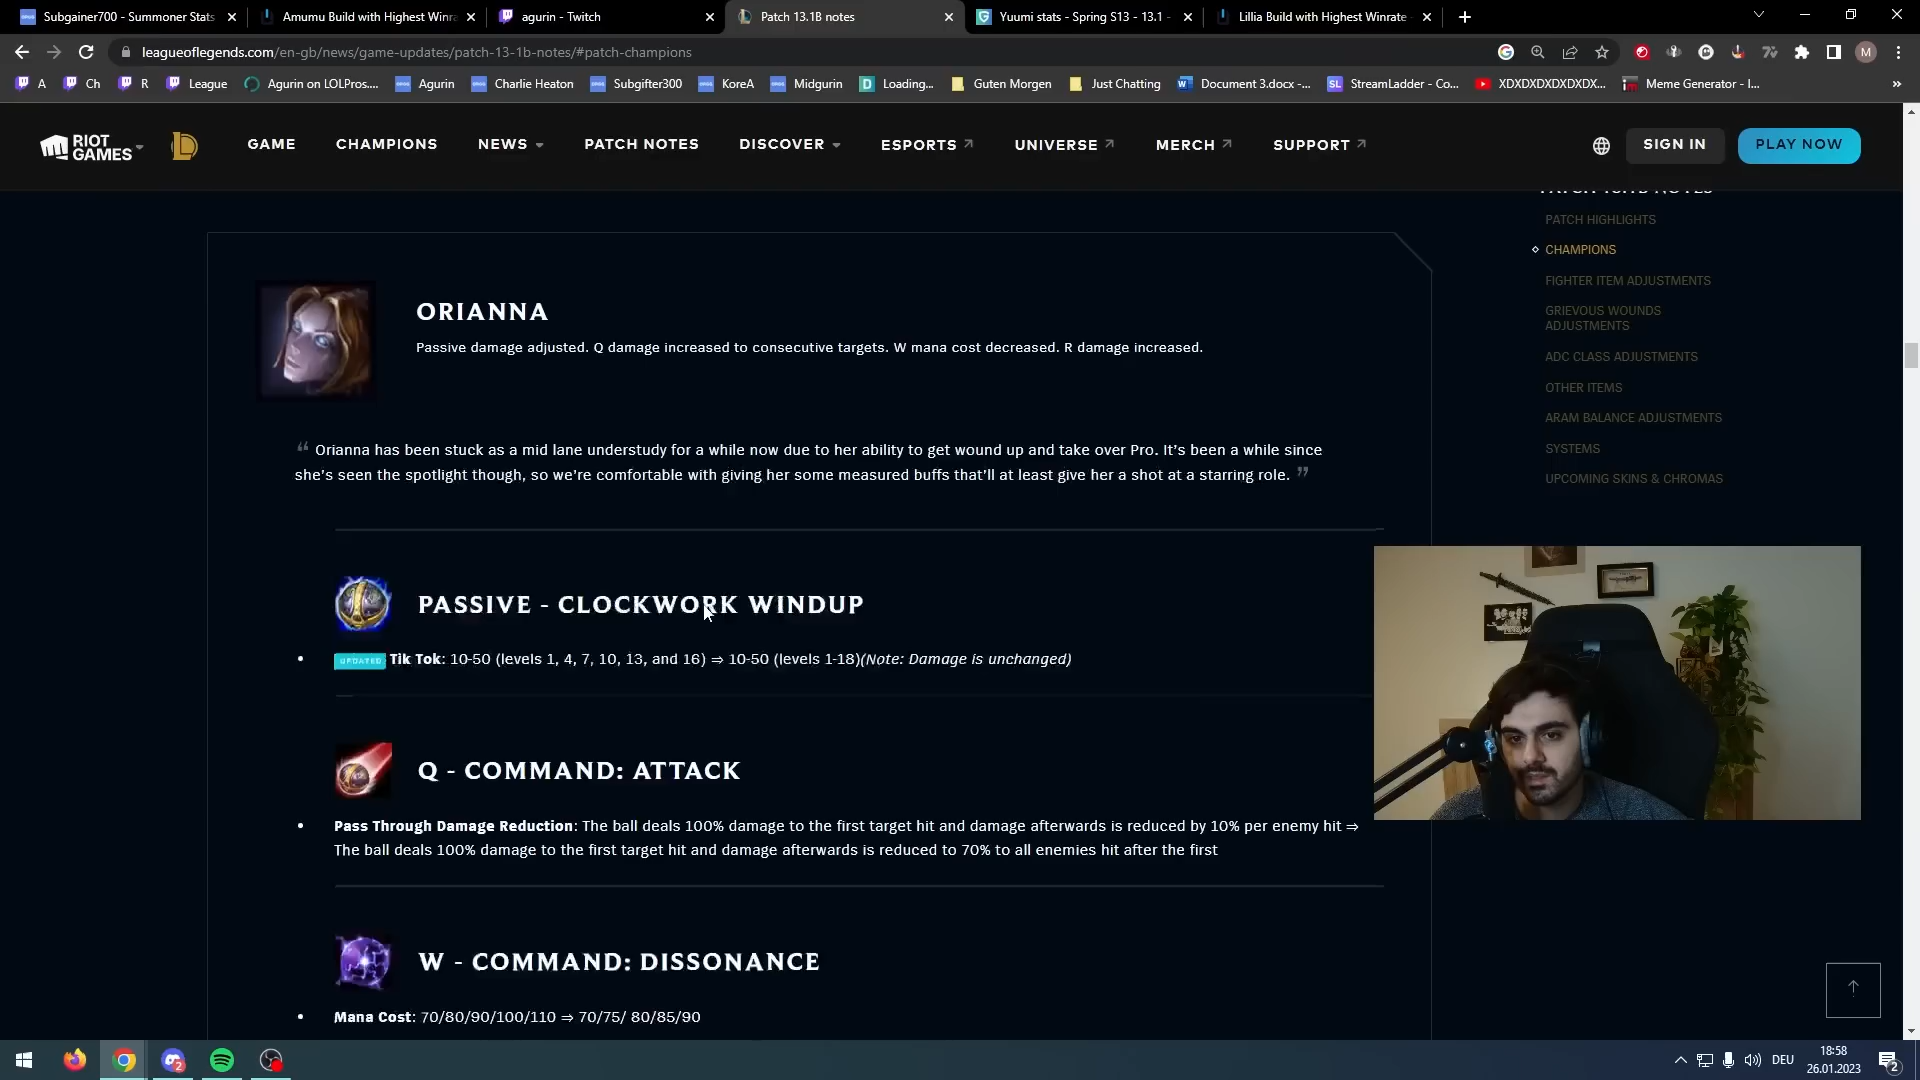 Subgainer700 - Summoner Stats
Amumu Build with Highest Winra
agurin - Twitch
Patch 13.1B notes
Yuumi stats - Spring S13 - 13.1 -
Lillia Build with Highest Winrate
leagueoflegends.com/en-gb/news/game-updates/patch-13-1b-notes/#patch-champions
M
A
Ch
R
League
Agurin on LOLPros....
Agurin
Charlie Heaton
Subgifter300
KoreA
Midgurin
Loading...
Guten Morgen
Just Chatting
Document 3.docx -...
SL StreamLadder - Co...
XDXDXDXDXDXDX...
Meme Generator - I...
RIOT GAMES
GAME
CHAMPIONS
NEWS
PATCH NOTES
DISCOVER
ESPORTS
UNIVERSE
MERCH
SUPPORT
SIGN IN
PLAY NOW
PATCH HIGHLIGHTS
CHAMPIONS
FIGHTER ITEM ADJUSTMENTS
GRIEVOUS WOUNDS
ADJUSTMENTS
ADC CLASS ADJUSTMENTS
OTHER ITEMS
ARAM BALANCE ADJUSTMENTS
SYSTEMS
UPCOMING SKINS & CHROMAS
ORIANNA
Passive damage adjusted. Q damage increased to consecutive targets. W mana cost decreased. R damage increased.
“ Orianna has been stuck as a mid lane understudy for a while now due to her ability to get wound up and take over Pro. It’s been a while since
she’s seen the spotlight though, so we’re comfortable with giving her some measured buffs that’ll at least give her a shot at a starring role. ”
PASSIVE - CLOCKWORK WINDUP
• UPDATED Tik Tok: 10-50 (levels 1, 4, 7, 10, 13, and 16) ⇒ 10-50 (levels 1-18)(Note: Damage is unchanged)
Q - COMMAND: ATTACK
• Pass Through Damage Reduction: The ball deals 100% damage to the first target hit and damage afterwards is reduced by 10% per enemy hit ⇒
The ball deals 100% damage to the first target hit and damage afterwards is reduced to 70% to all enemies hit after the first
W - COMMAND: DISSONANCE
• Mana Cost: 70/80/90/100/110 ⇒ 70/75/ 80/85/90
2
DEU
18:58
26.01.2023
2